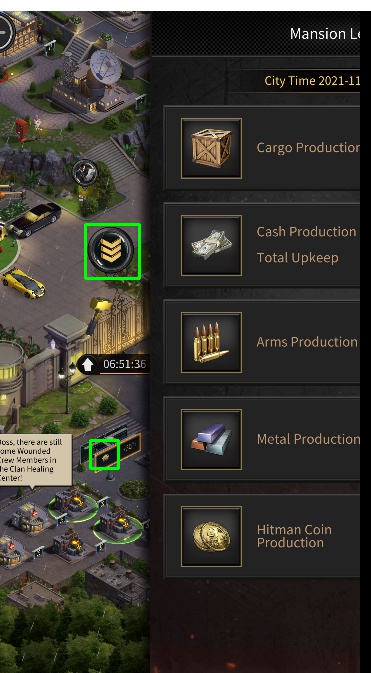 Mansion Le
City Time 2021-11
Cargo Production
Cash Production
Total Upkeep
Arms Production
06:51:36
Metal Production
Boss, there are still
some Wounded
Crew Members in
the Clan Healing
Center!
Hitman Coin
Production